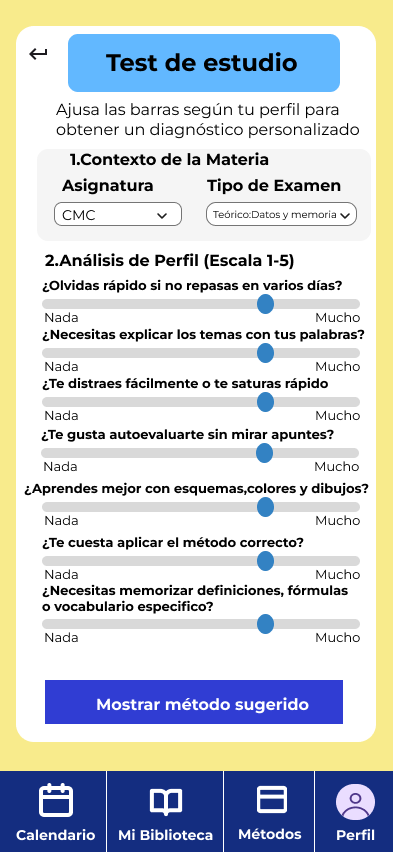 Test de estudio
Ajusa las barras según tu perfil para
obtener un diagnóstico personalizado
1.Contexto de la Materia
Asignatura
Tipo de Examen
CMC
Teórico:Datos y memoria
2.Análisis de Perfil (Escala 1-5)
¿Olvidas rápido si no repasas en varios días?
Nada
Mucho
¿Necesitas explicar los temas con tus palabras?
Nada
Mucho
¿Te distraes fácilmente o te saturas rápido
Nada
Mucho
¿Te gusta autoevaluarte sin mirar apuntes?
Nada
Mucho
¿Aprendes mejor con esquemas,colores y dibujos?
Nada
Mucho
¿Te cuesta aplicar el método correcto?
Nada
Mucho
¿Necesitas memorizar definiciones, fórmulas
o vocabulario especifico?
Nada
Mucho
Mostrar método sugerido
Calendario
Mi Biblioteca
Métodos
Perfil